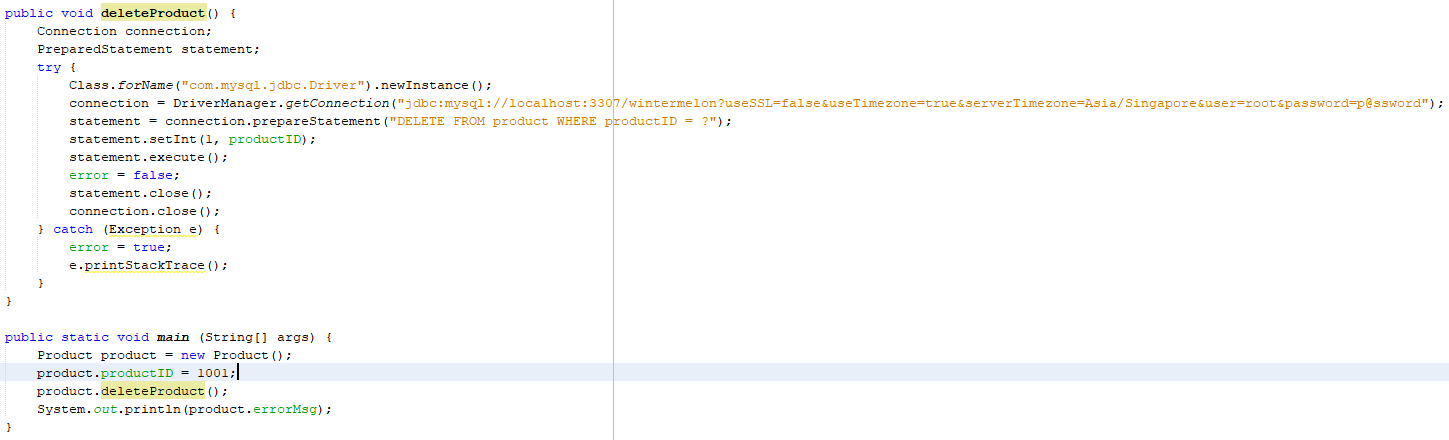 public void deleteProduct() {
    Connection connection;
    PreparedStatement statement;
    try {
        Class.forName("com.mysql.jdbc.Driver").newInstance();
        connection = DriverManager.getConnection("jdbc:mysql://localhost:3307/wintermelon?useSSL=false&useTimezone=true&serverTimezone=Asia/Singapore&user=root&password=p@ssword");
        statement = connection.prepareStatement("DELETE FROM product WHERE productID = ?");
        statement.setInt(1, productID);
        statement.execute();
        error = false;
        statement.close();
        connection.close();
    } catch (Exception e) {
        error = true;
        e.printStackTrace();
    }
}

public static void main (String[] args) {
    Product product = new Product();
    product.productID = 1001;
    product.deleteProduct();
    System.out.println(product.errorMsg);
}